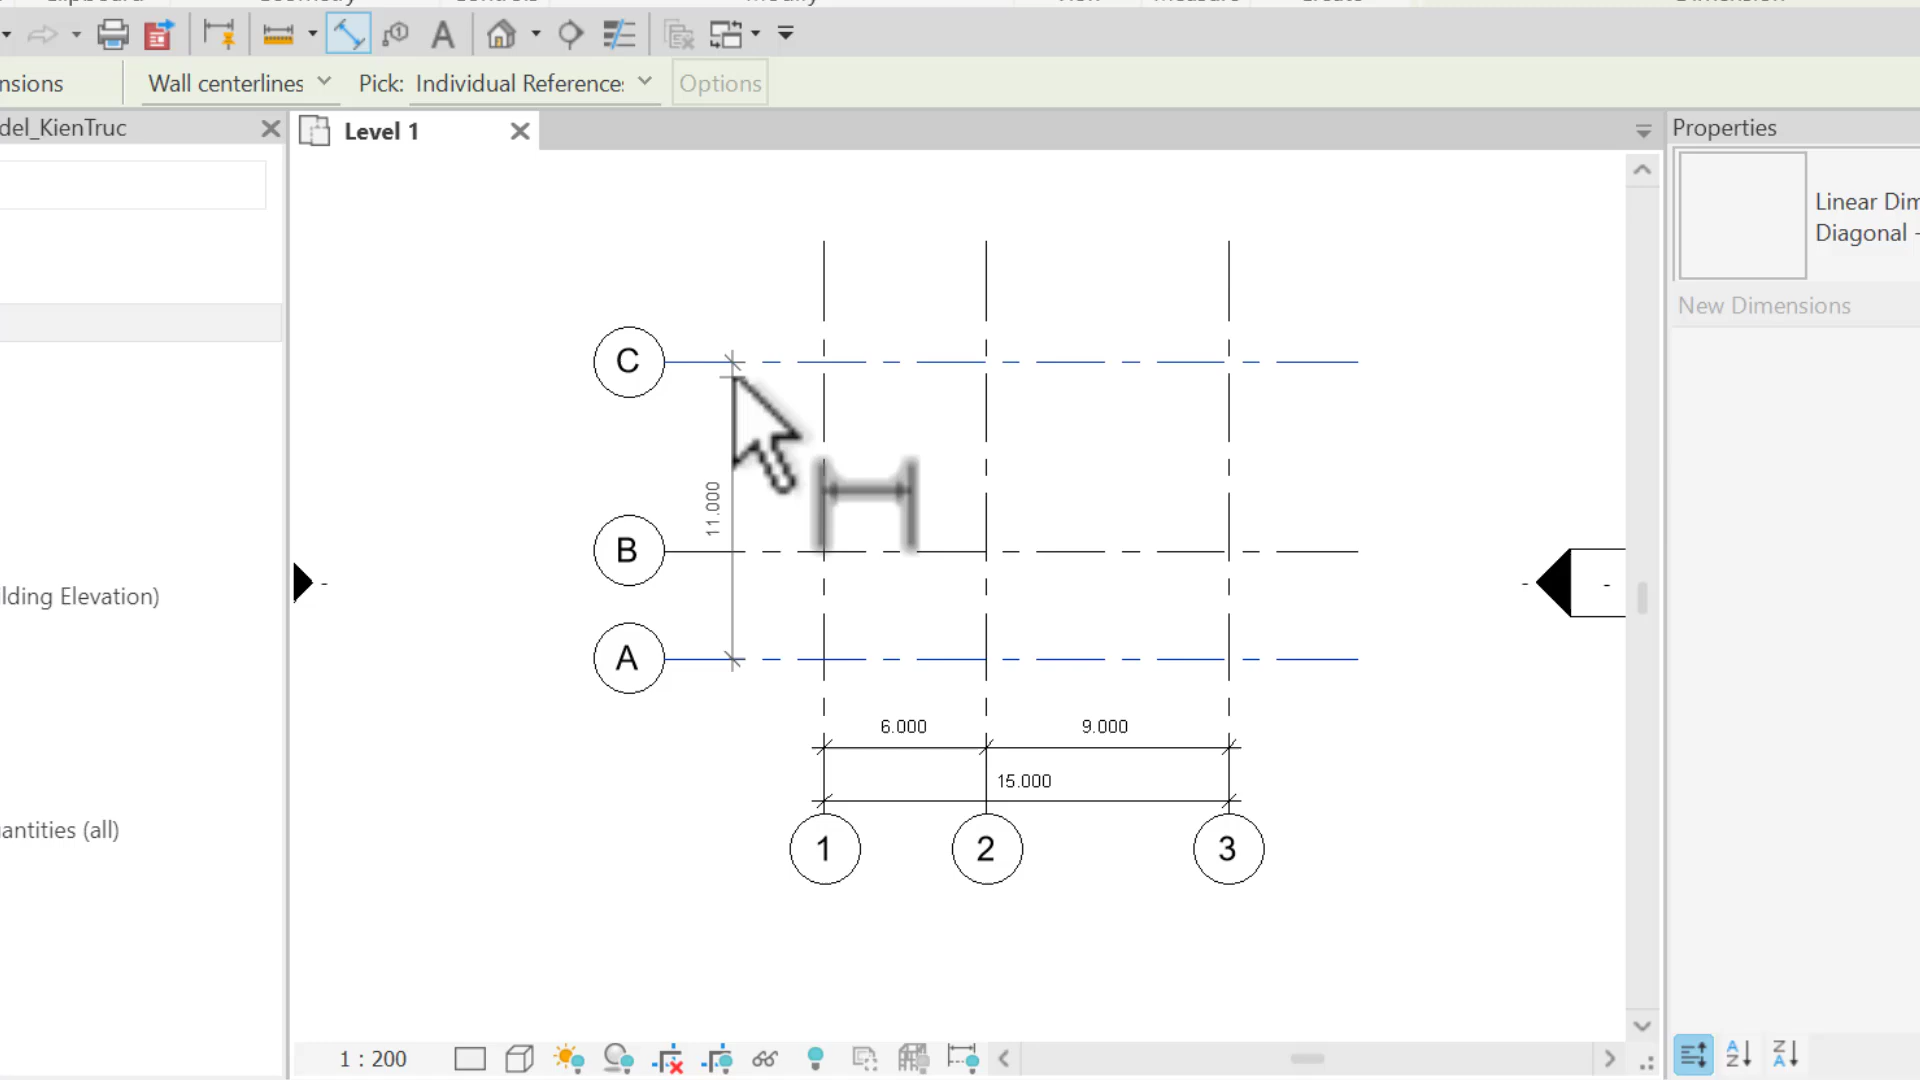 nsions
Wall centerlines
Pick: Individual Reference:
Options
del_KienTruc
Level 1
Properties
Linear Dim
Diagonal -
New Dimensions
C
11.000
B
-
-
-
lding Elevation)
A
6.000
9.000
15.000
antities (all)
1
2
3
1 : 200